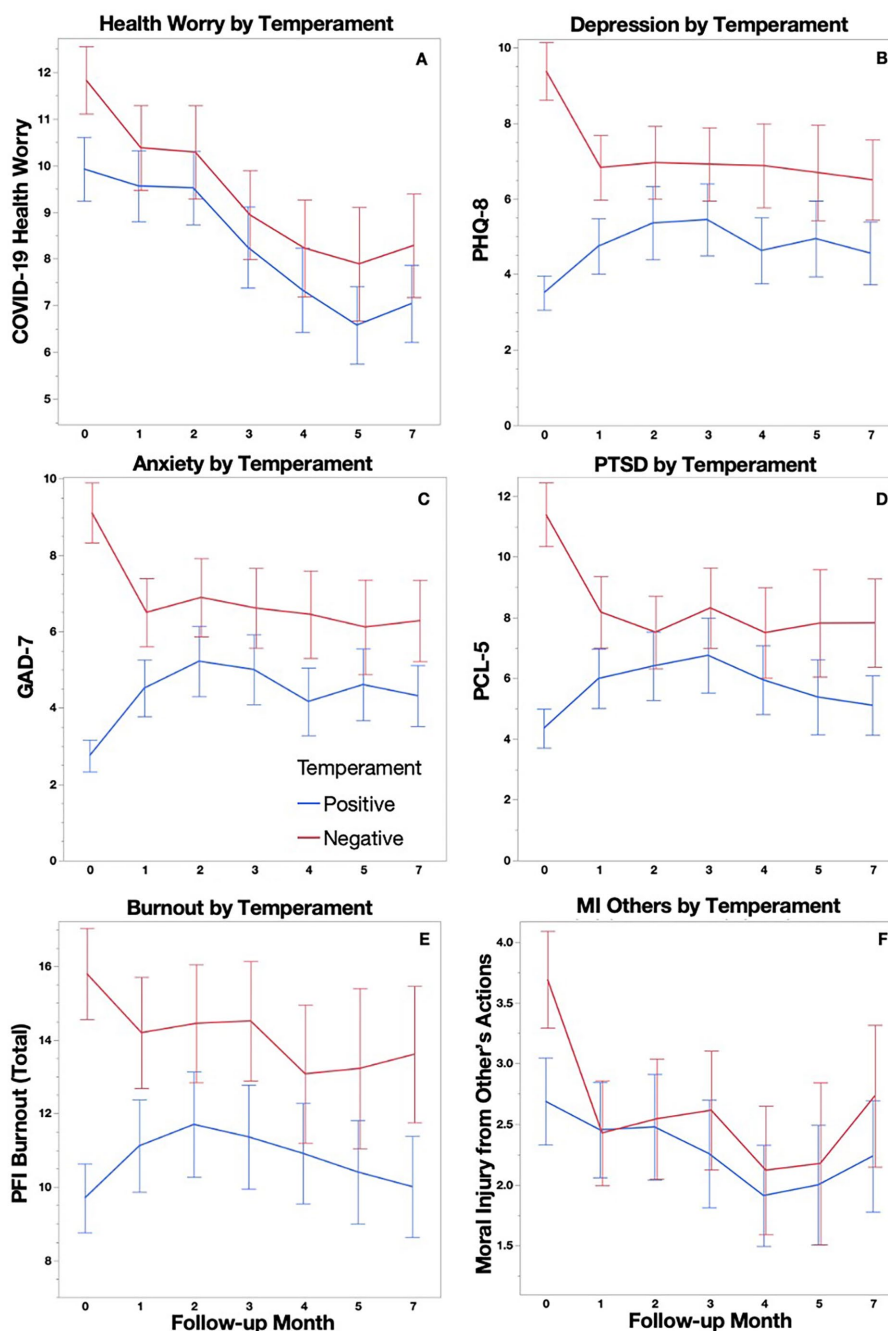 Health Worry by Temperament
A
COVID-19 Health Worry
12
11
10
9
8
7
6
5
0 1 2 3 4 5 7
Depression by Temperament
B
PHQ-8
10
8
6
4
2
0
0 1 2 3 4 5 7
Anxiety by Temperament
C
GAD-7
10
8
6
4
2
0
Temperament
Positive
Negative
0 1 2 3 4 5 7
PTSD by Temperament
D
PCL-5
12
10
8
6
4
2
0
0 1 2 3 4 5 7
Burnout by Temperament
E
PFI Burnout (Total)
16
14
12
10
8
0 1 2 3 4 5 7
Follow-up Month
MI Others by Temperament
F
Moral Injury from Other's Actions
4.0
3.5
3.0
2.5
2.0
1.5
0 1 2 3 4 5 7
Follow-up Month